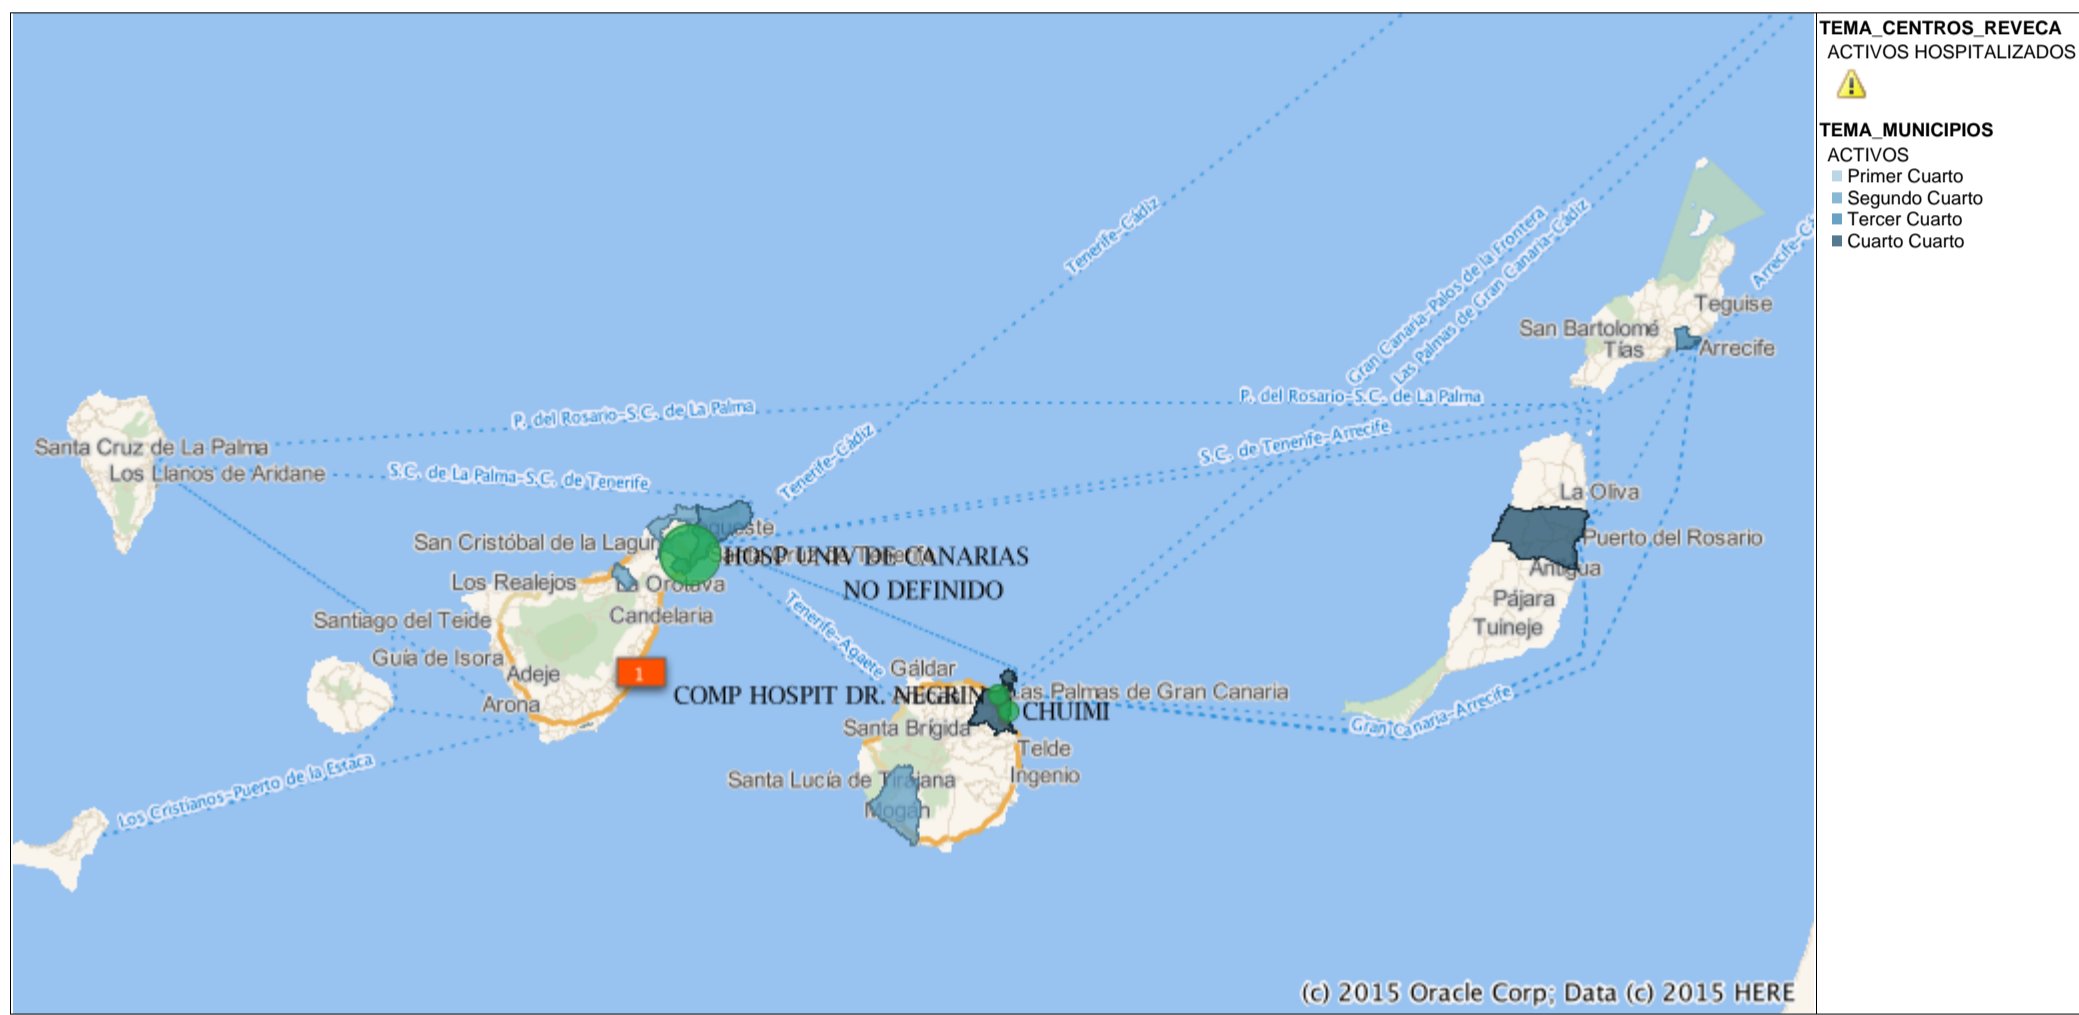 TEMA_CENTROS_REVECA
ACTIVOS HOSPITALIZADOS
TEMA_MUNICIPIOS
ACTIVOS
Primer Cuarto
Segundo Cuarto
Tercer Cuarto
Cuarto Cuarto
Tenerife-Cádiz
Gran Canaria-Palos de la Frontera
Las Palmas de Gran Canaria-Cádiz
Teguise
San Bartolomé
Tías
Arrecife
P. del Rosario-S.C. de La Palma
P. del Rosario-S.C. de La Palma
S.C. de Tenerife-Arrecife
Tenerife-Cádiz
Santa Cruz de La Palma
Los Llanos de Aridane
S.C. de La Palma-S.C. de Tenerife
La Oliva
Puerto del Rosario
Antigua
Pájara
Tuineje
San Cristóbal de la Lagun
HOSP UNIV DE CANARIAS
NO DEFINIDO
Los Realejos
La Orotava
Candelaria
Santiago del Teide
Guía de Isora
Adeje
Arona
1
Tenerife-Agaete
Gáldar
COMP HOSPIT DR. NEGRIN
Las Palmas de Gran Canaria
CHUIMI
Santa Brígida
Telde
Ingenio
Santa Lucía de Tirajana
Mogán
Gran Canaria-Arrecife
Los Cristianos-Puerto de la Estaca
(c) 2015 Oracle Corp; Data (c) 2015 HERE